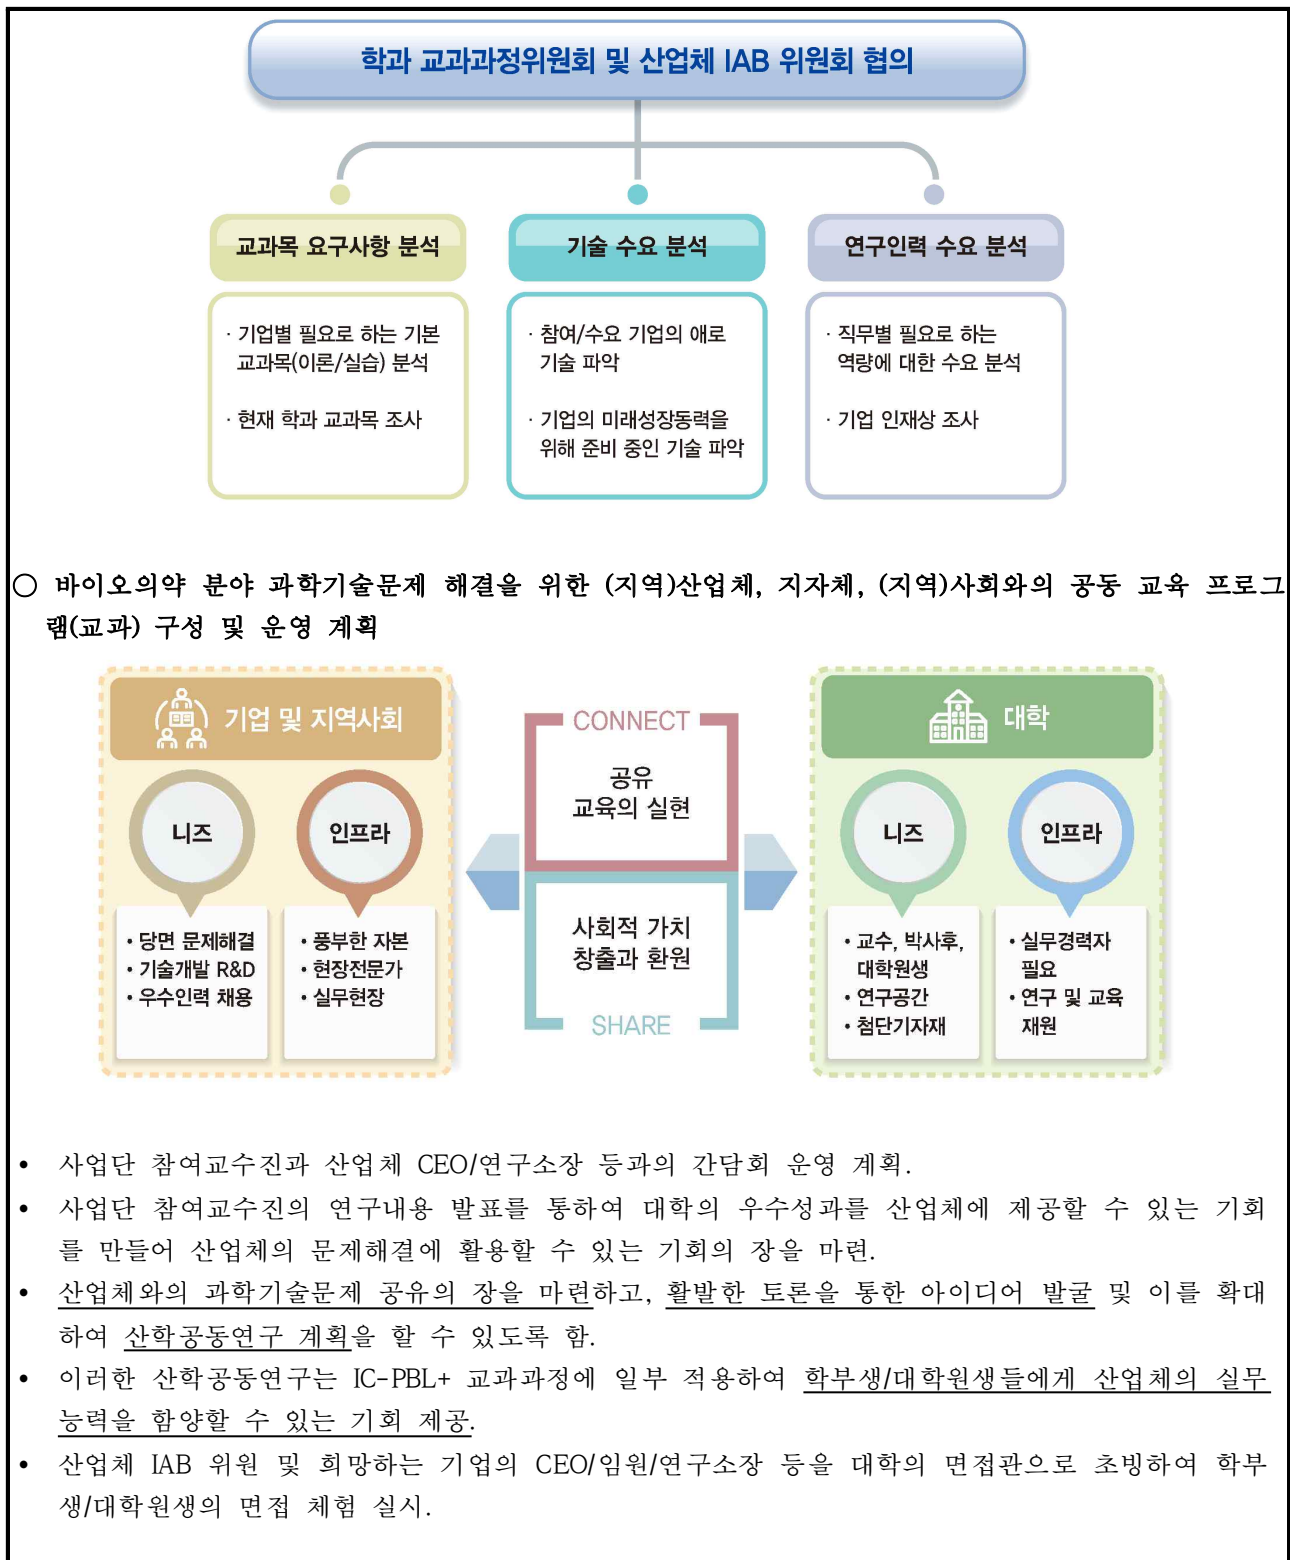 학과 교과과정위원회 및 산업체 IAB 위원회 협의
교과목 요구사항 분석
· 기업별 필요로 하는 기본
교과목(이론/실습) 분석
· 현재 학과 교과목 조사
기술 수요 분석
· 참여/수요 기업의 애로
기술 파악
· 기업의 미래성장동력을
위해 준비 중인 기술 파악
연구인력 수요 분석
· 직무별 필요로 하는
역량에 대한 수요 분석
· 기업 인재상 조사
○ 바이오의약 분야 과학기술문제 해결을 위한 (지역)산업체, 지자체, (지역)사회와의 공동 교육 프로그
램(교과) 구성 및 운영 계획
기업 및 지역사회
니즈
• 당면 문제해결
• 기술개발 R&D
• 우수인력 채용
인프라
• 풍부한 자본
• 현장전문가
• 실무현장
CONNECT
공유
교육의 실현
사회적 가치
창출과 환원
SHARE
대학
니즈
• 교수, 박사후,
대학원생
• 연구공간
• 첨단기자재
인프라
• 실무경력자
필요
• 연구 및 교육
재원
• 사업단 참여교수진과 산업체 CEO/연구소장 등과의 간담회 운영 계획.
• 사업단 참여교수진의 연구내용 발표를 통하여 대학의 우수성과를 산업체에 제공할 수 있는 기회
를 만들어 산업체의 문제해결에 활용할 수 있는 기회의 장을 마련.
• 산업체와의 과학기술문제 공유의 장을 마련하고, 활발한 토론을 통한 아이디어 발굴 및 이를 확대
하여 산학공동연구 계획을 할 수 있도록 함.
• 이러한 산학공동연구는 IC-PBL+ 교과과정에 일부 적용하여 학부생/대학원생들에게 산업체의 실무
능력을 함양할 수 있는 기회 제공.
• 산업체 IAB 위원 및 희망하는 기업의 CEO/임원/연구소장 등을 대학의 면접관으로 초빙하여 학부
생/대학원생의 면접 체험 실시.